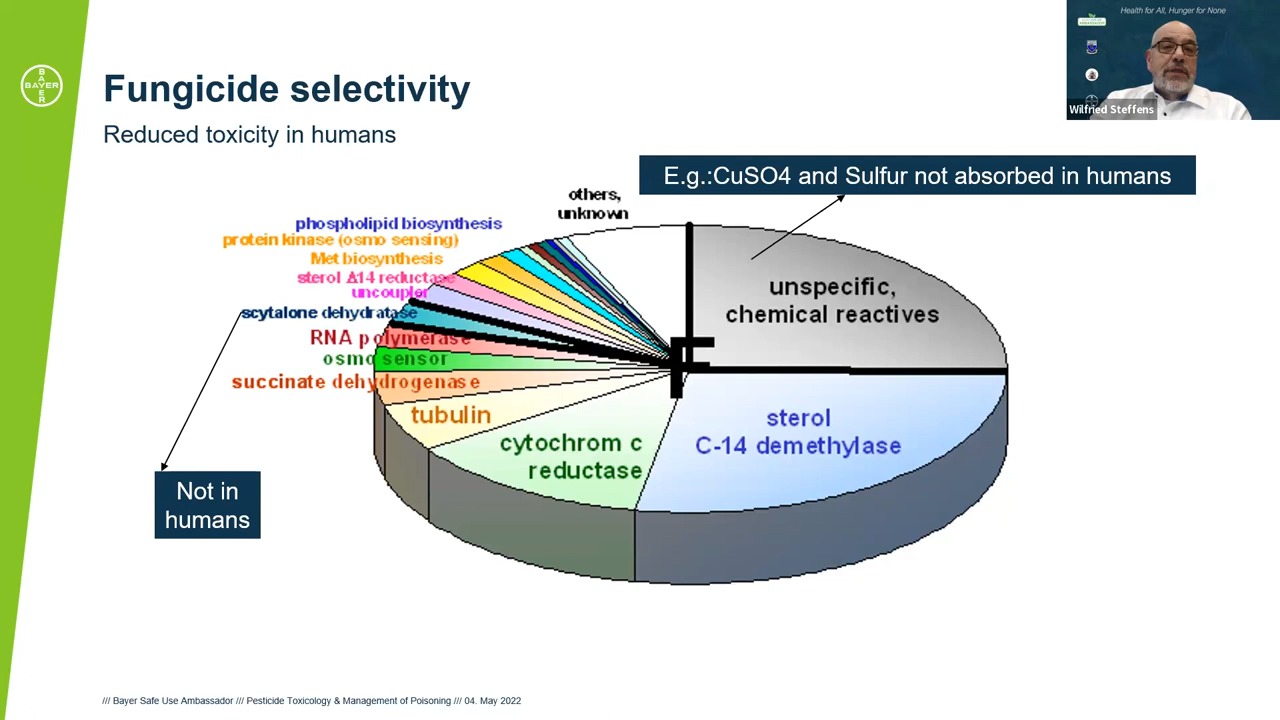 Health for All, Hunger for None
BAYER
BAYER
Wilfried Steffens
Fungicide selectivity
Reduced toxicity in humans
E.g.:CuSO4 and Sulfur not absorbed in humans
others,
unknown
phospholipid biosynthesis
protein kinase (osmo sensing)
Met biosynthesis
sterol Δ14 reductase
uncoupler
scytalone dehydratase
RNA polymerase
osmo sensor
succinate dehydrogenase
tubulin
cytochrom c
reductase
sterol
C-14 demethylase
unspecific,
chemical reactives
Not in
humans
/// Bayer Safe Use Ambassador /// Pesticide Toxicology & Management of Poisoning /// 04. May 2022